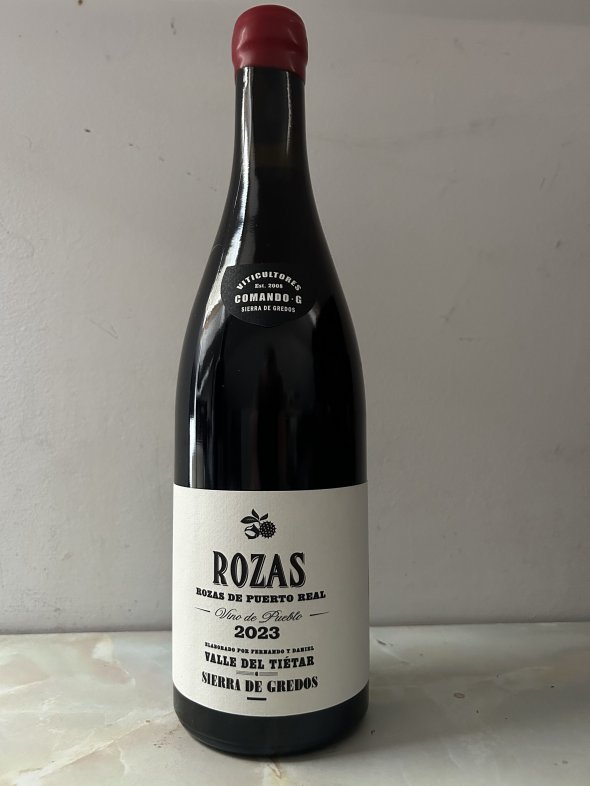 VITICULTORES
Est. 2008
COMANDO·G
SIERRA DE GREDOS
ROZAS
ROZAS DE PUERTO REAL
Vino de Pueblo
2023
ELABORADO POR FERNANDO Y DANIEL
VALLE DEL TIÉTAR
SIERRA DE GREDOS